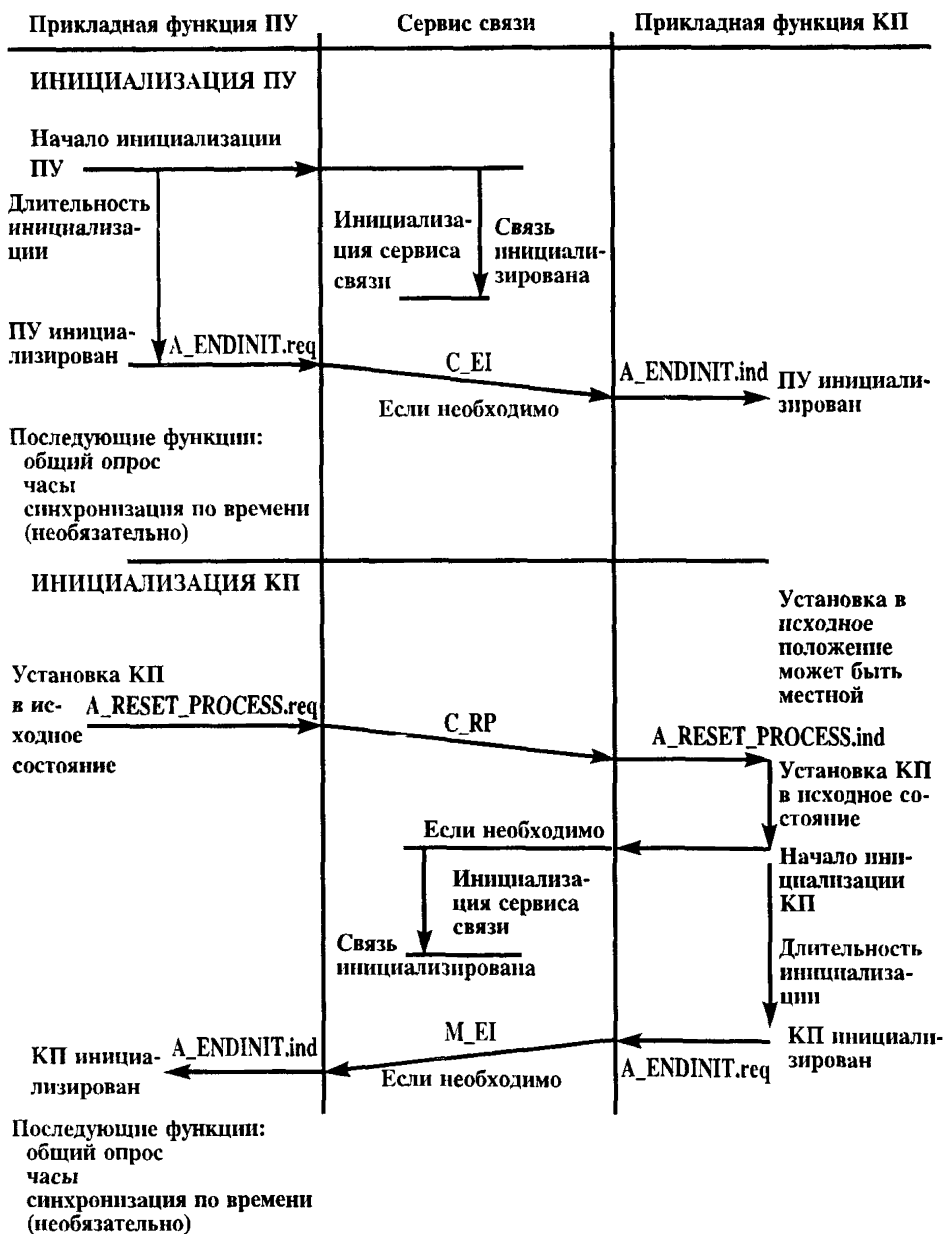 Прикладная функция ПУ
Сервис связи
Прикладная функция КП
ИНИЦИАЛИЗАЦИЯ ПУ
Начало инициализации
ПУ
Длительность
инициализа-
ции
Инициализа-
ция сервиса
связи
Связь
инициали-
зирована
ПУ инициа-
лизирован
A_ENDINIT.req
C_EI
Если необходимо
A_ENDINIT.ind
ПУ инициали-
зирован
Последующие функции:
общий опрос
часы
синхронизация по времени
(необязательно)
ИНИЦИАЛИЗАЦИЯ КП
Установка в
исходное
положение
может быть
местной
Установка КП
в ис-
ходное
состояние
A_RESET_PROCESS.req
C_RP
A_RESET_PROCESS.ind
Установка КП
в исходное со-
стояние
Если необходимо
Начало ини-
циализации
КП
Инициализа-
ция сервиса
связи
Связь
инициализирована
Длительность
инициализа-
ции
КП инициали-
зирован
A_ENDINIT.req
M_EI
Если необходимо
A_ENDINIT.ind
КП инициа-
лизирован
Последующие функции:
общий опрос
часы
синхронизация по времени
(необязательно)